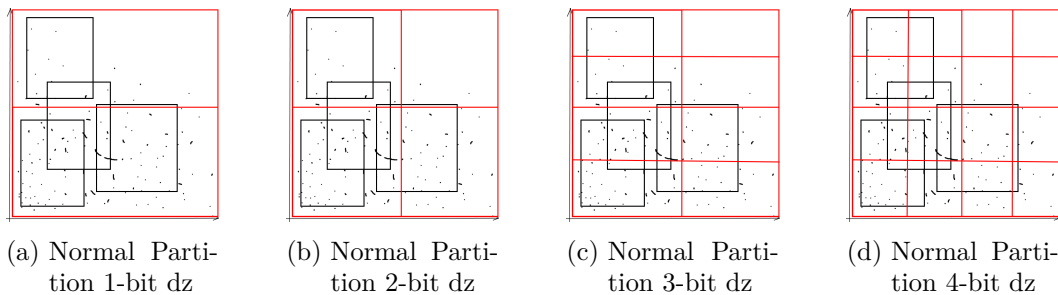 (a) Normal Parti-
tion 1-bit dz
(b) Normal Parti-
tion 2-bit dz
(c) Normal Parti-
tion 3-bit dz
(d) Normal Parti-
tion 4-bit dz